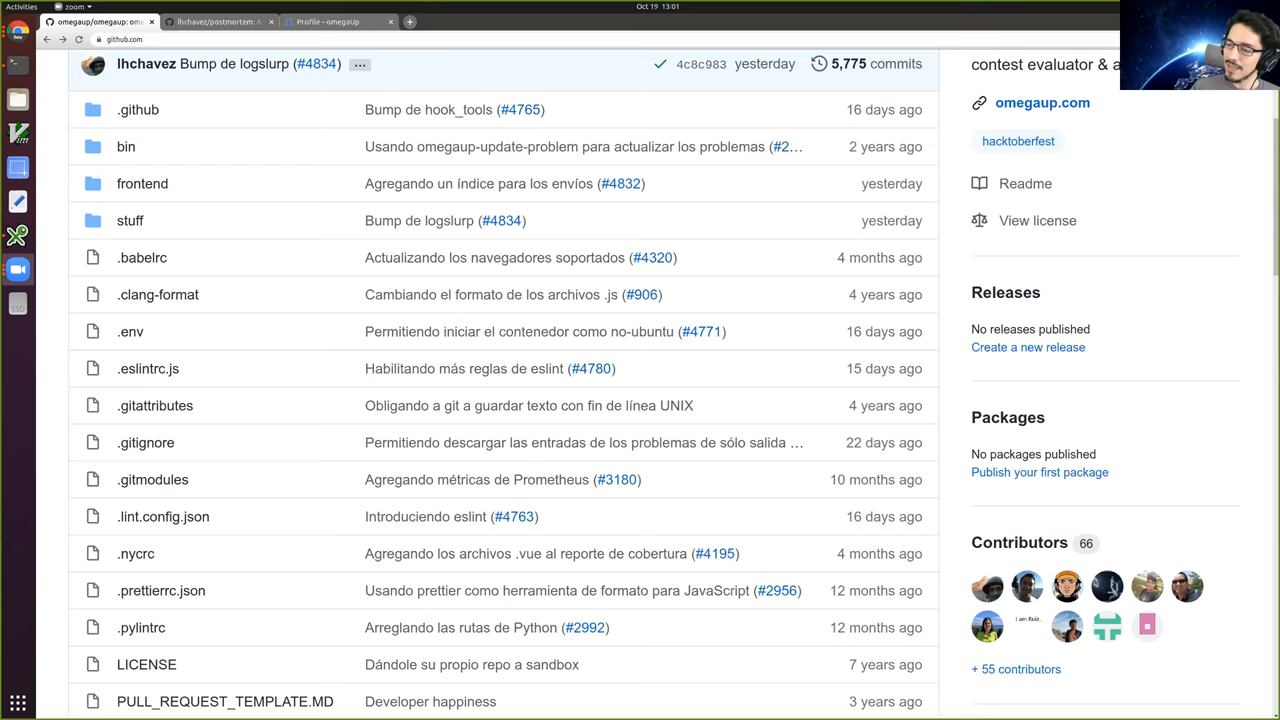 Activities zoom Oct 19 13:01
omegaup/omegaup: ome × lhchavez/postmortem: A × Profile – omegaUp × +
github.com
lhchavez Bump de logslurp (#4834) ... 4c8c983 yesterday 5,775 commits
.github Bump de hook_tools (#4765) 16 days ago
bin Usando omegaup-update-problem para actualizar los problemas (#2… 2 years ago
frontend Agregando un índice para los envíos (#4832) yesterday
stuff Bump de logslurp (#4834) yesterday
.babelrc Actualizando los navegadores soportados (#4320) 4 months ago
.clang-format Cambiando el formato de los archivos .js (#906) 4 years ago
.env Permitiendo iniciar el contenedor como no-ubuntu (#4771) 16 days ago
.eslintrc.js Habilitando más reglas de eslint (#4780) 15 days ago
.gitattributes Obligando a git a guardar texto con fin de línea UNIX 4 years ago
.gitignore Permitiendo descargar las entradas de los problemas de sólo salida … 22 days ago
.gitmodules Agregando métricas de Prometheus (#3180) 10 months ago
.lint.config.json Introduciendo eslint (#4763) 16 days ago
.nycrc Agregando los archivos .vue al reporte de cobertura (#4195) 4 months ago
.prettierrc.json Usando prettier como herramienta de formato para JavaScript (#2956) 12 months ago
.pylintrc Arreglando las rutas de Python (#2992) 12 months ago
LICENSE Dándole su propio repo a sandbox 7 years ago
PULL_REQUEST_TEMPLATE.MD Developer happiness 3 years ago
contest evaluator & a
omegaup.com
hacktoberfest
Readme
View license
Releases
No releases published
Create a new release
Packages
No packages published
Publish your first package
Contributors 66
I am Ruiz.
+ 55 contributors
SSD